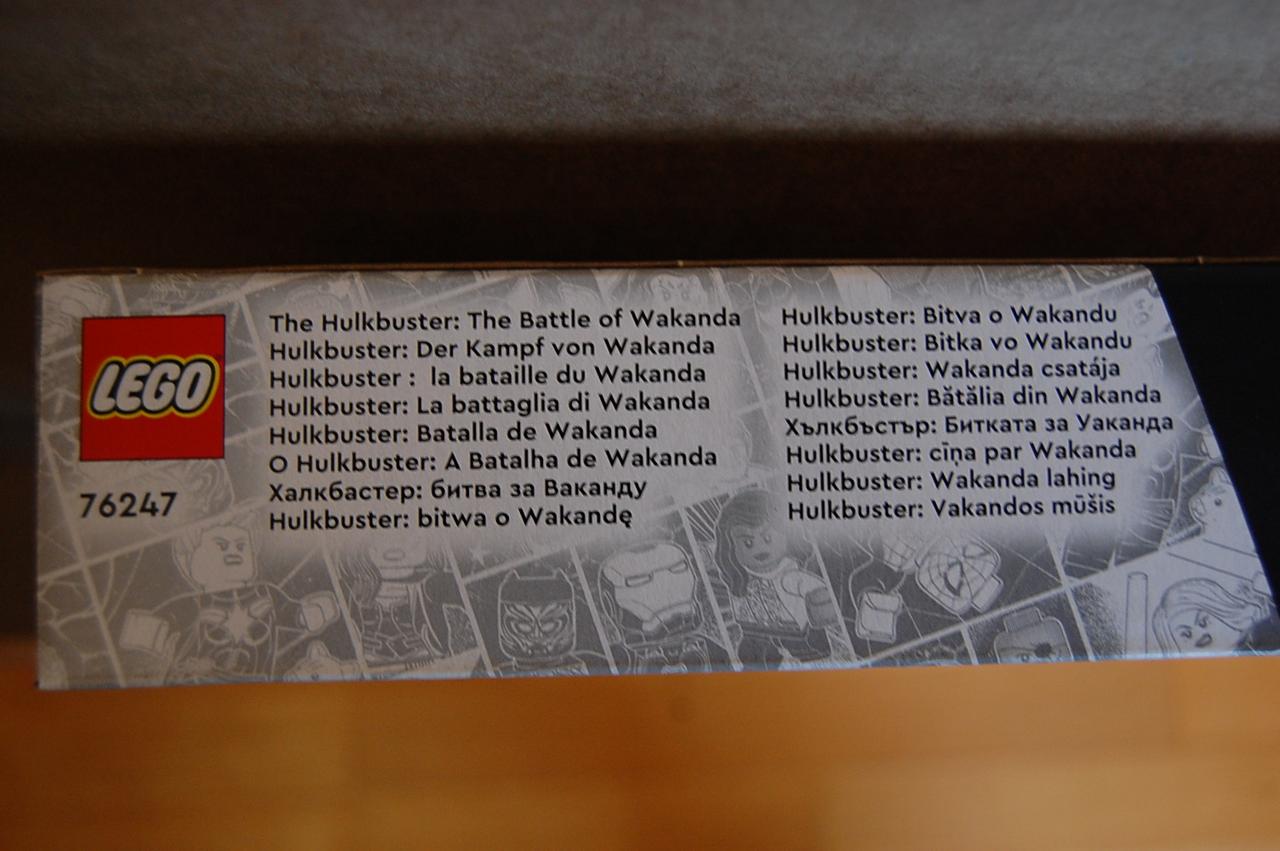 LEGO
76247
The Hulkbuster: The Battle of Wakanda
Hulkbuster: Der Kampf von Wakanda
Hulkbuster : la bataille du Wakanda
Hulkbuster: La battaglia di Wakanda
Hulkbuster: Batalla de Wakanda
O Hulkbuster: A Batalha de Wakanda
Халкбастер: битва за Ваканду
Hulkbuster: bitwa o Wakandę
Hulkbuster: Bitva o Wakandu
Hulkbuster: Bitka vo Wakandu
Hulkbuster: Wakanda csatája
Hulkbuster: Bătălia din Wakanda
Хълкбъстър: Битката за Уаканда
Hulkbuster: cīņa par Wakanda
Hulkbuster: Wakanda lahing
Hulkbuster: Vakandos mūšis